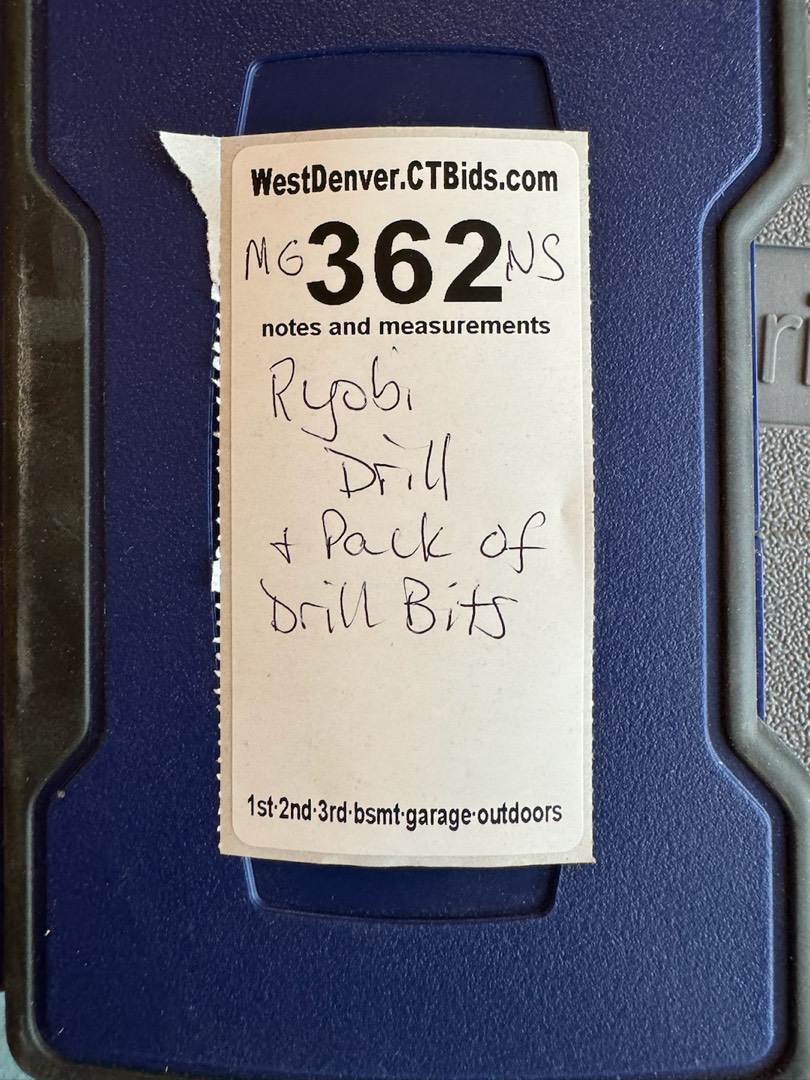 WestDenver.CTBids.com
MG 362 NS
notes and measurements
Ryobi
Drill
+ Pack of
Drill Bits
1st·2nd·3rd·bsmt·garage·outdoors